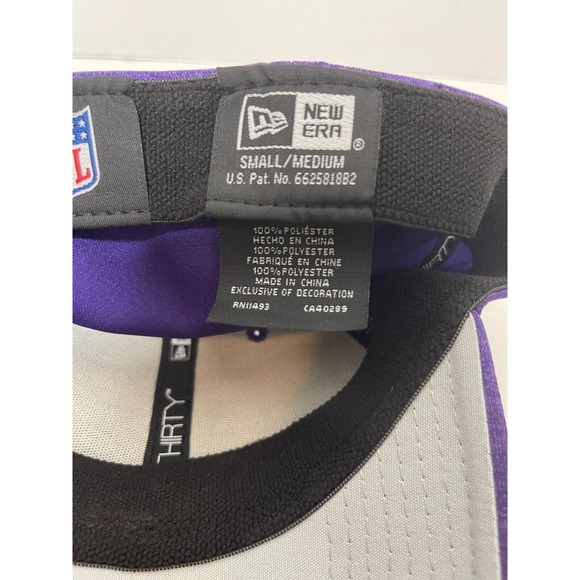 L
NEW
ERA®
SMALL/MEDIUM
U.S. Pat. No. 6625818B2
100% POLIÉSTER
HECHO EN CHINA
100% POLYESTER
FABRIQUÉ EN CHINE
100% POLYESTER
MADE IN CHINA
EXCLUSIVE OF DECORATION
RN11493 CA40289
THIRTY